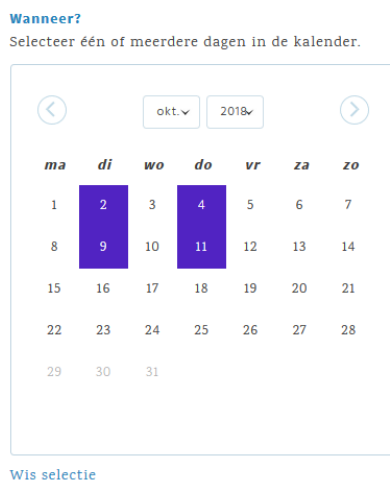 Wanneer?
Selecteer één of meerdere dagen in de kalender.
okt. 2018
ma di wo do vr za zo
1 2 3 4 5 6 7
8 9 10 11 12 13 14
15 16 17 18 19 20 21
22 23 24 25 26 27 28
29 30 31
Wis selectie